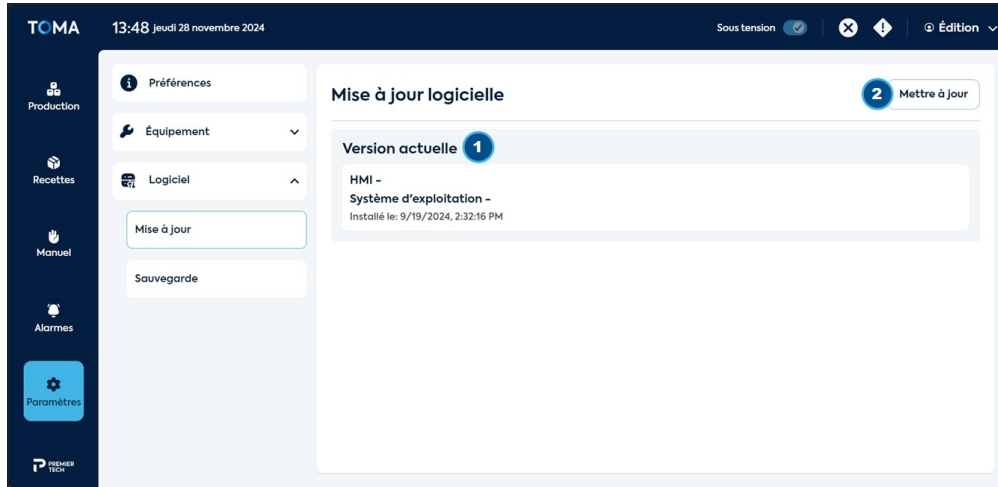 TOMA
13:48 jeudi 28 novembre 2024
Sous tension
Édition
Production
Recettes
Manuel
Alarmes
Paramètres
PREMIER
TECH
Préférences
Équipement
Logiciel
Mise à jour
Sauvegarde
Mise à jour logicielle
2 Mettre à jour
Version actuelle 1
HMI -
Système d'exploitation -
Installé le: 9/19/2024, 2:32:16 PM